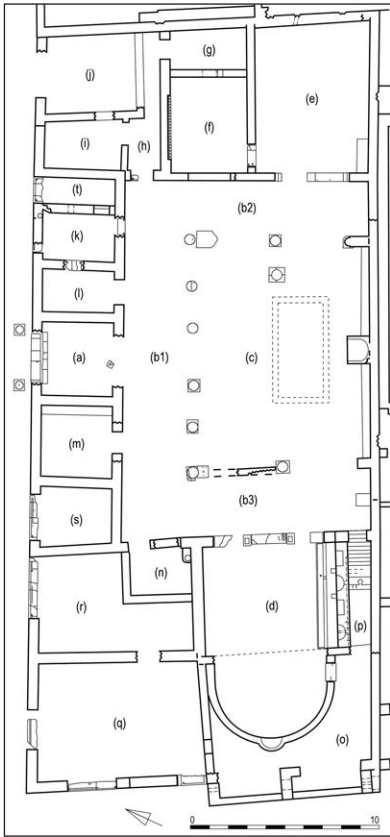 (g)
(j)
(e)
(f)
(i)
(h)
(t)
(b2)
(k)
(l)
(a)
(b1)
(c)
(m)
(s)
(b3)
(n)
(r)
(d)
(p)
(q)
(o)
0 10